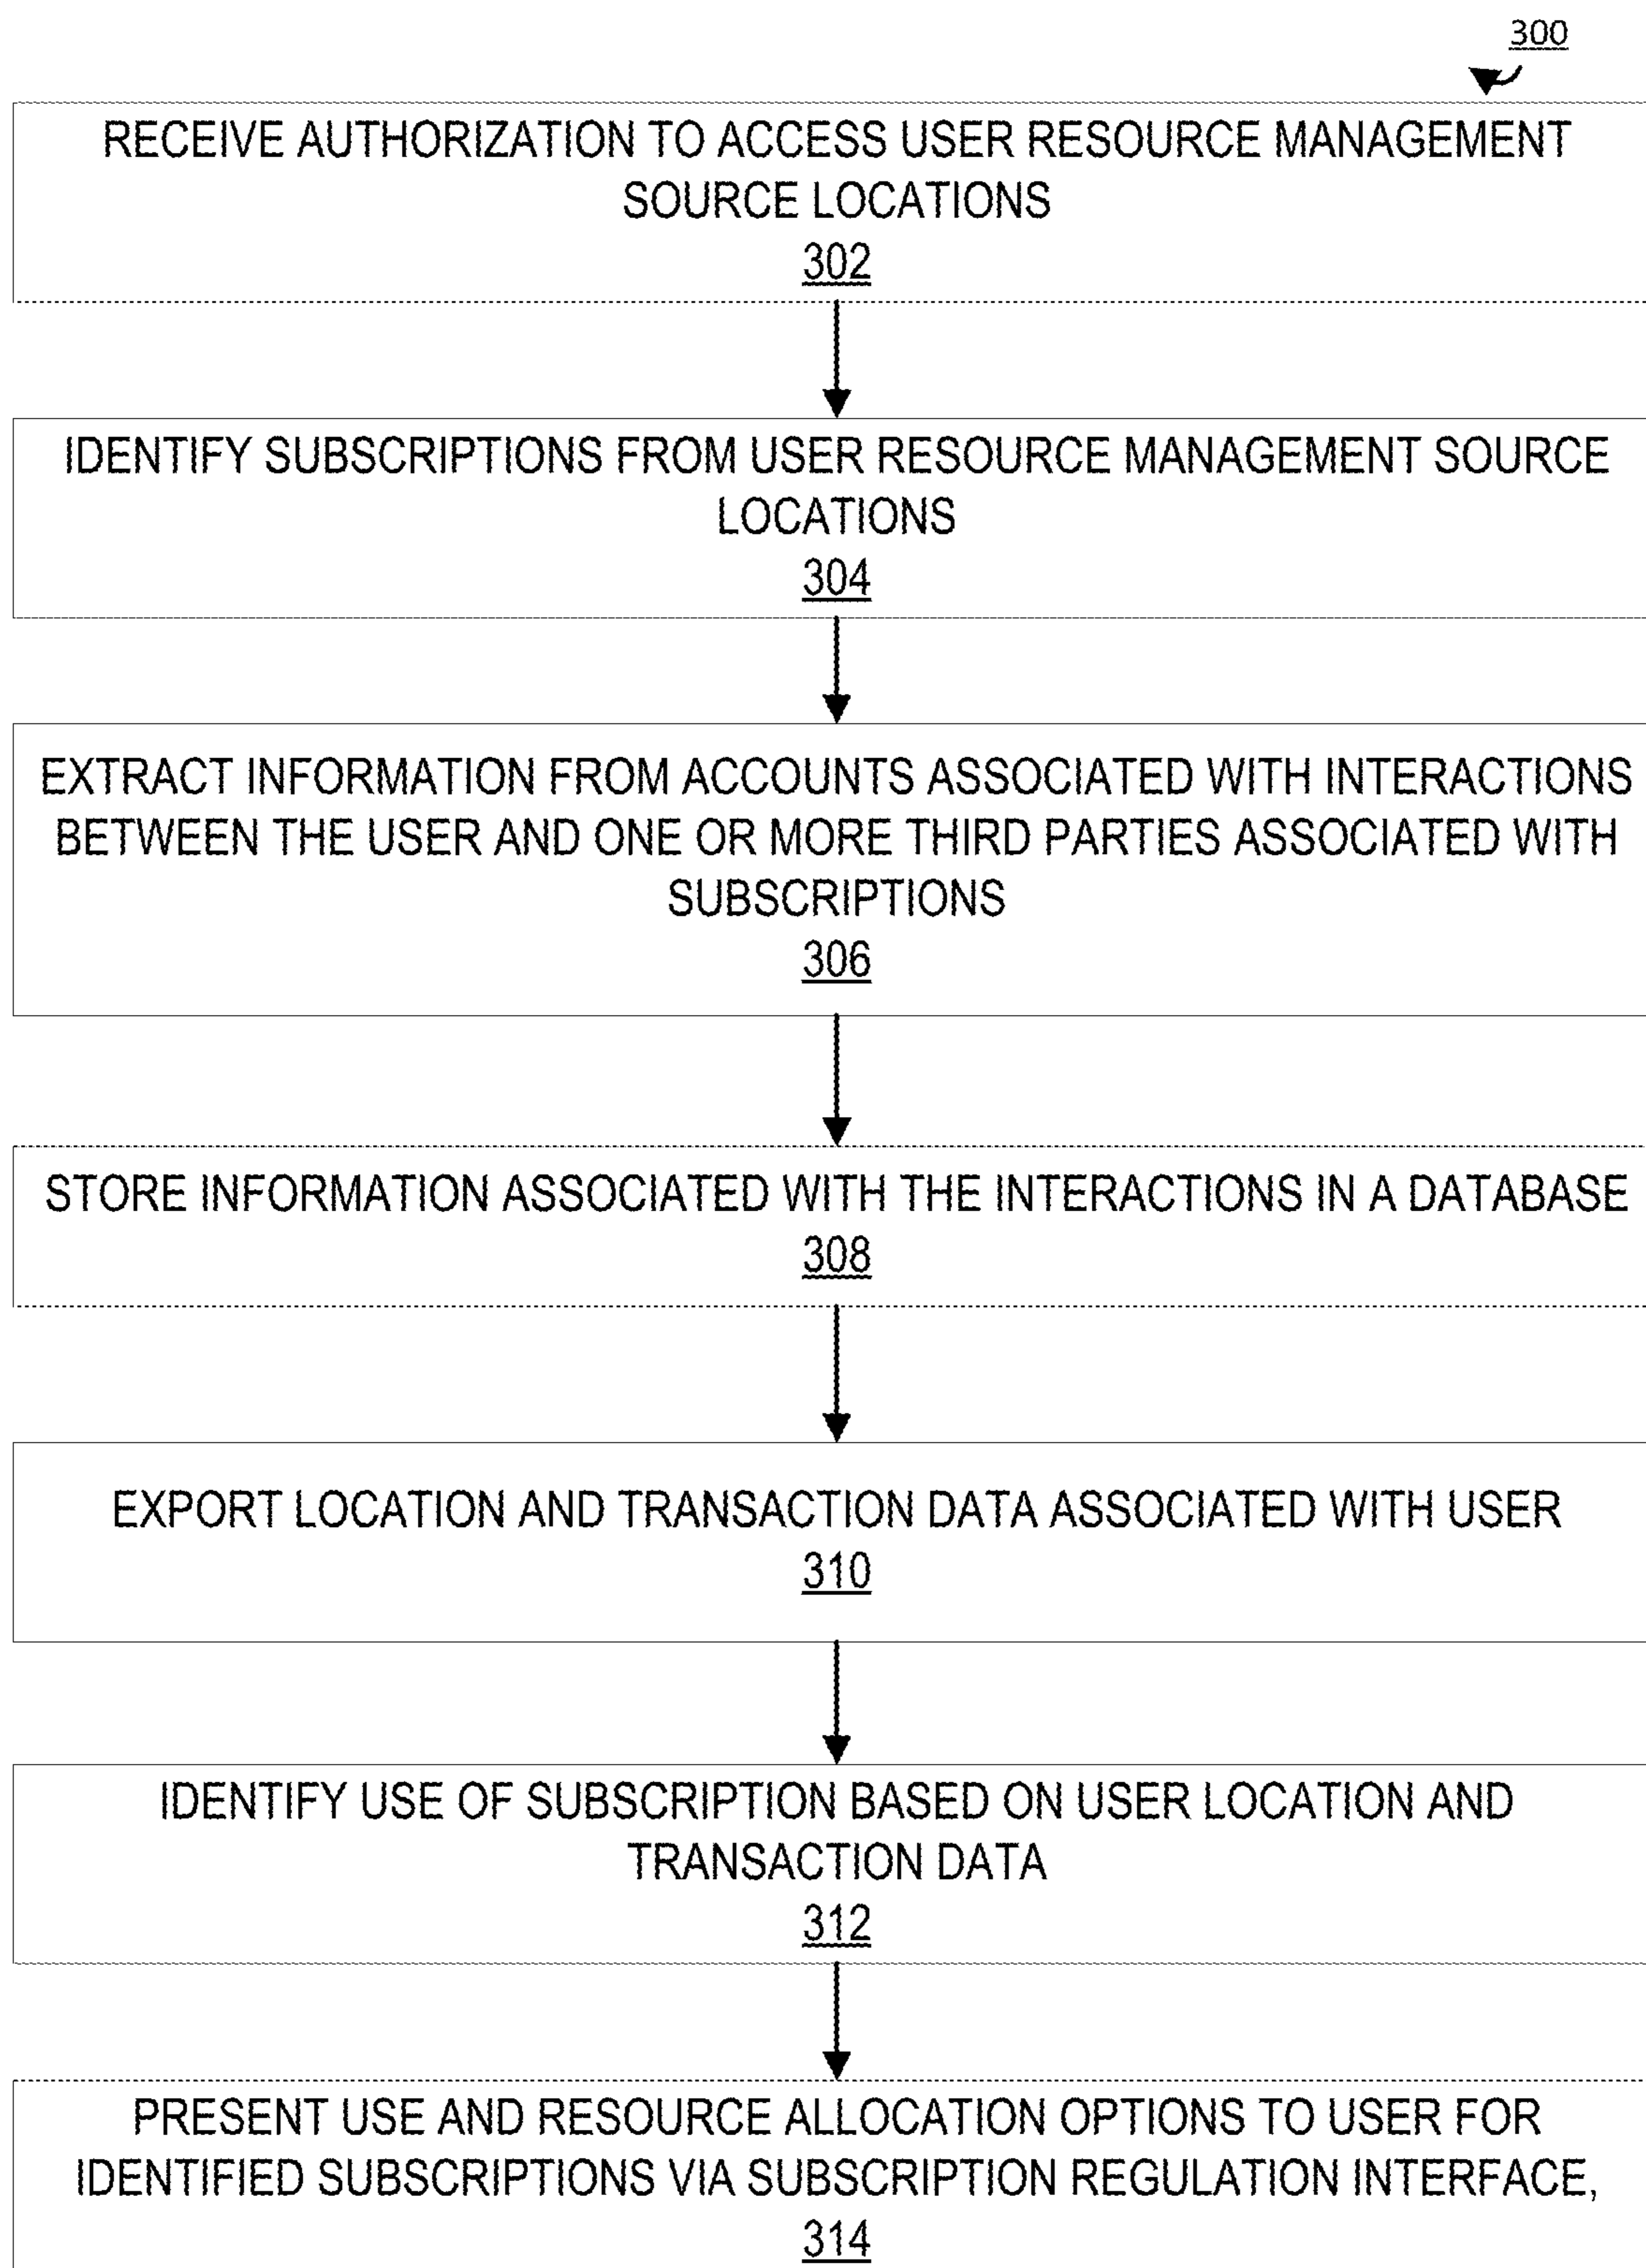 300
RECEIVE AUTHORIZATION TO ACCESS USER RESOURCE MANAGEMENT
SOURCE LOCATIONS
302
IDENTIFY SUBSCRIPTIONS FROM USER RESOURCE MANAGEMENT SOURCE
LOCATIONS
304
EXTRACT INFORMATION FROM ACCOUNTS ASSOCIATED WITH INTERACTIONS
BETWEEN THE USER AND ONE OR MORE THIRD PARTIES ASSOCIATED WITH
SUBSCRIPTIONS
306
STORE INFORMATION ASSOCIATED WITH THE INTERACTIONS IN A DATABASE
308
EXPORT LOCATION AND TRANSACTION DATA ASSOCIATED WITH USER
310
IDENTIFY USE OF SUBSCRIPTION BASED ON USER LOCATION AND
TRANSACTION DATA
312
PRESENT USE AND RESOURCE ALLOCATION OPTIONS TO USER FOR
IDENTIFIED SUBSCRIPTIONS VIA SUBSCRIPTION REGULATION INTERFACE,
314